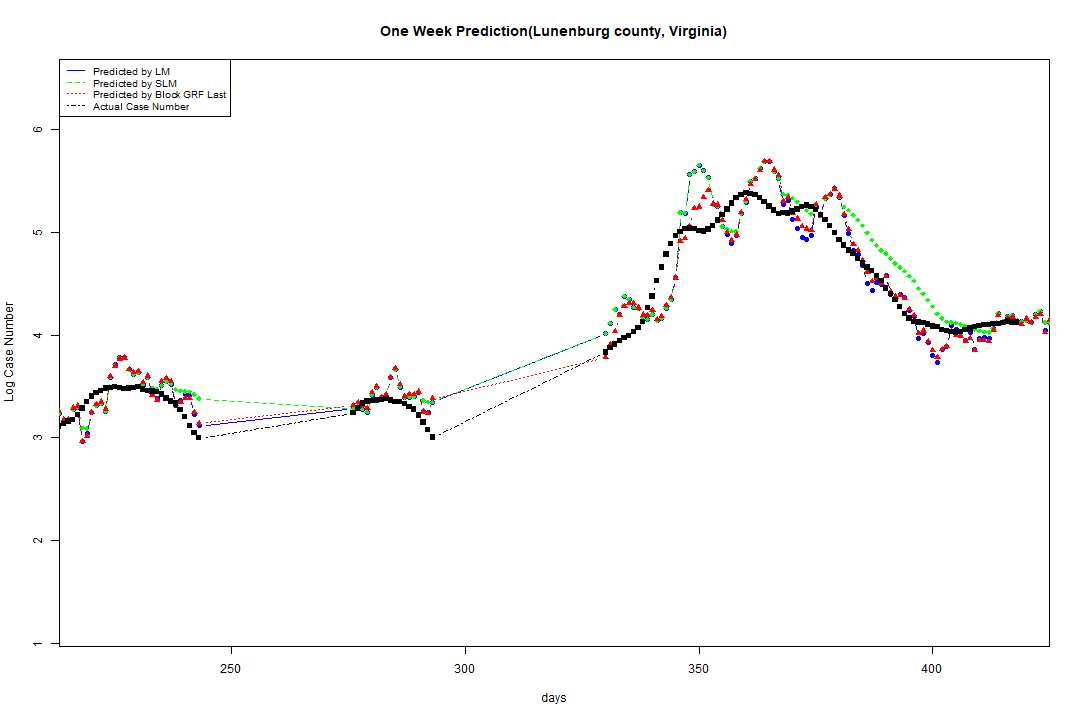 One Week Prediction(Lunenburg county, Virginia)
Predicted by LM
Predicted by SLM
Predicted by Block GRF Last
Actual Case Number
6
5
4
3
2
1
Log Case Number
250 300 350 400
days